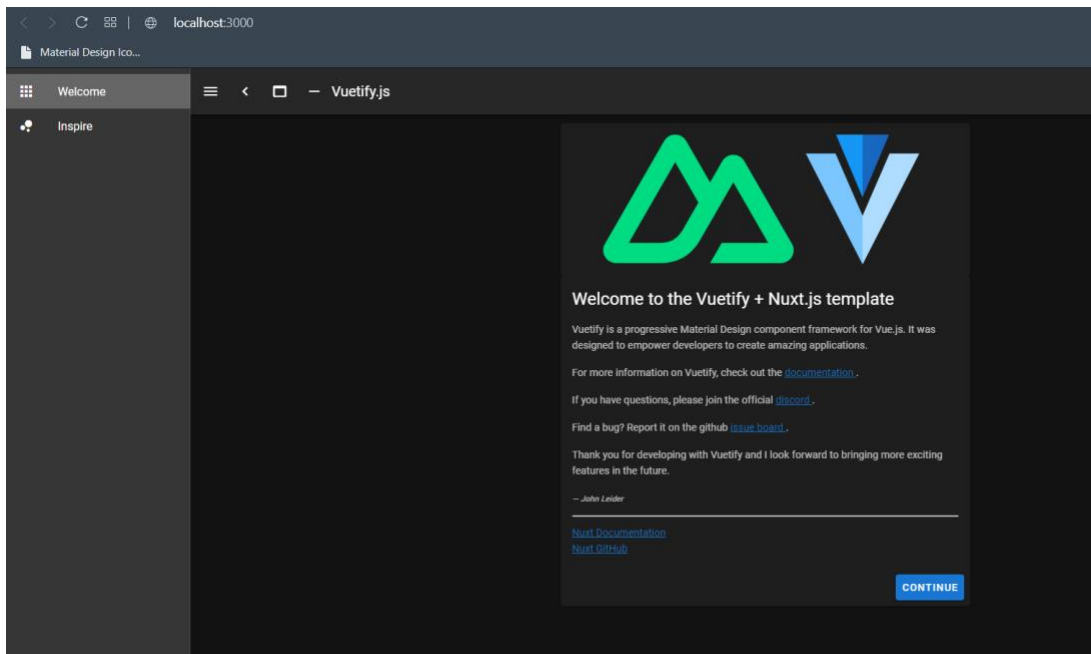 localhost:3000
Material Design Ico...
Welcome
Inspire
— Vuetify.js
Welcome to the Vuetify + Nuxt.js template
Vuetify is a progressive Material Design component framework for Vue.js. It was
designed to empower developers to create amazing applications.
For more information on Vuetify, check out the documentation .
If you have questions, please join the official discord .
Find a bug? Report it on the github issue board .
Thank you for developing with Vuetify and I look forward to bringing more exciting
features in the future.
— John Leider
Nuxt Documentation
Nuxt GitHub
CONTINUE